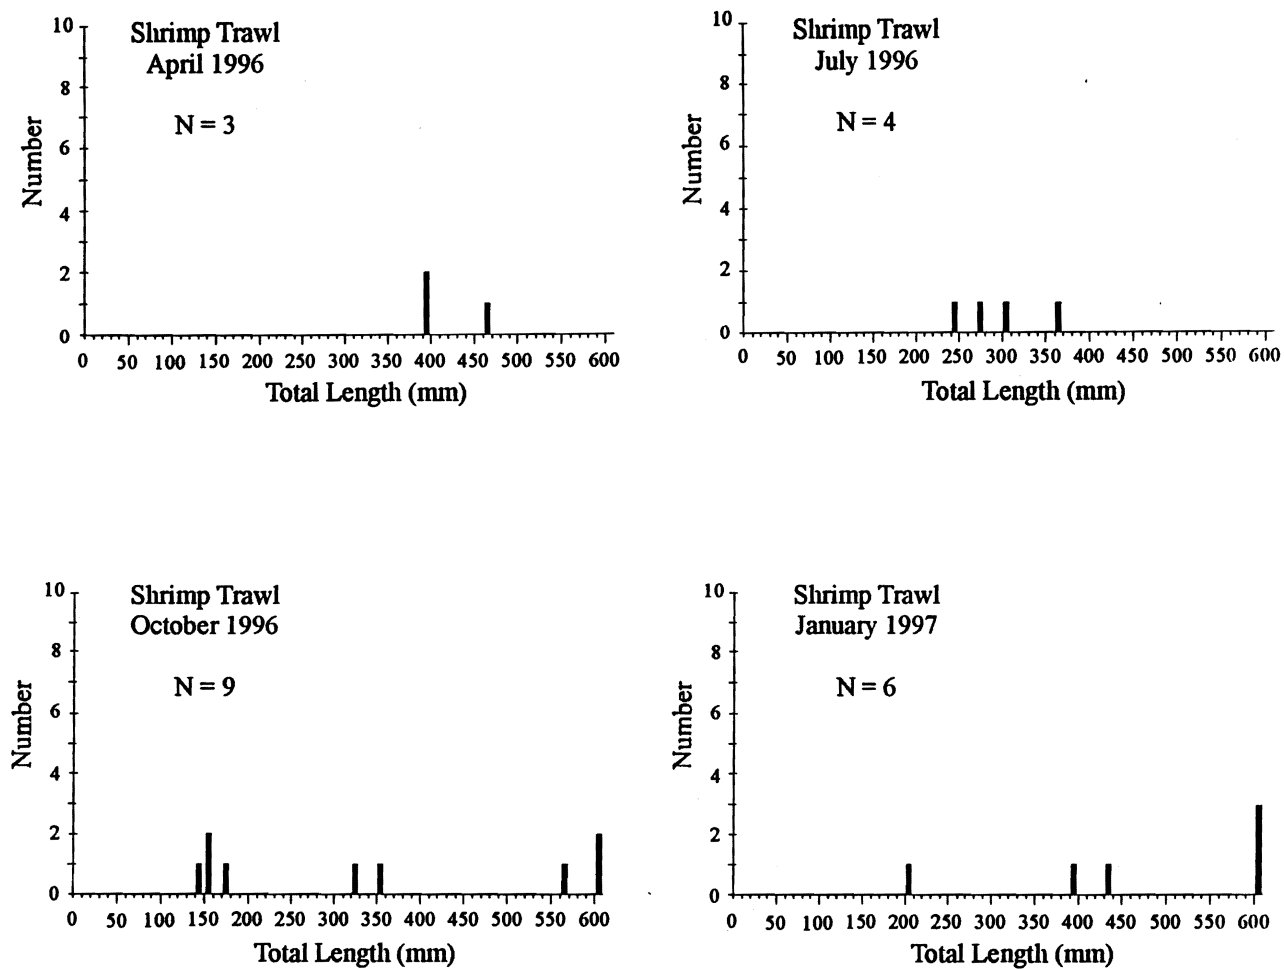 Shrimp Trawl
April 1996
N = 3
Number
10
8
6
4
2
0
0 50 100 150 200 250 300 350 400 450 500 550 600
Total Length (mm)
Shrimp Trawl
July 1996
N = 4
Number
10
8
6
4
2
0
0 50 100 150 200 250 300 350 400 450 500 550 600
Total Length (mm)
Shrimp Trawl
October 1996
N = 9
Number
10
8
6
4
2
0
0 50 100 150 200 250 300 350 400 450 500 550 600
Total Length (mm)
Shrimp Trawl
January 1997
N = 6
Number
10
8
6
4
2
0
0 50 100 150 200 250 300 350 400 450 500 550 600
Total Length (mm)